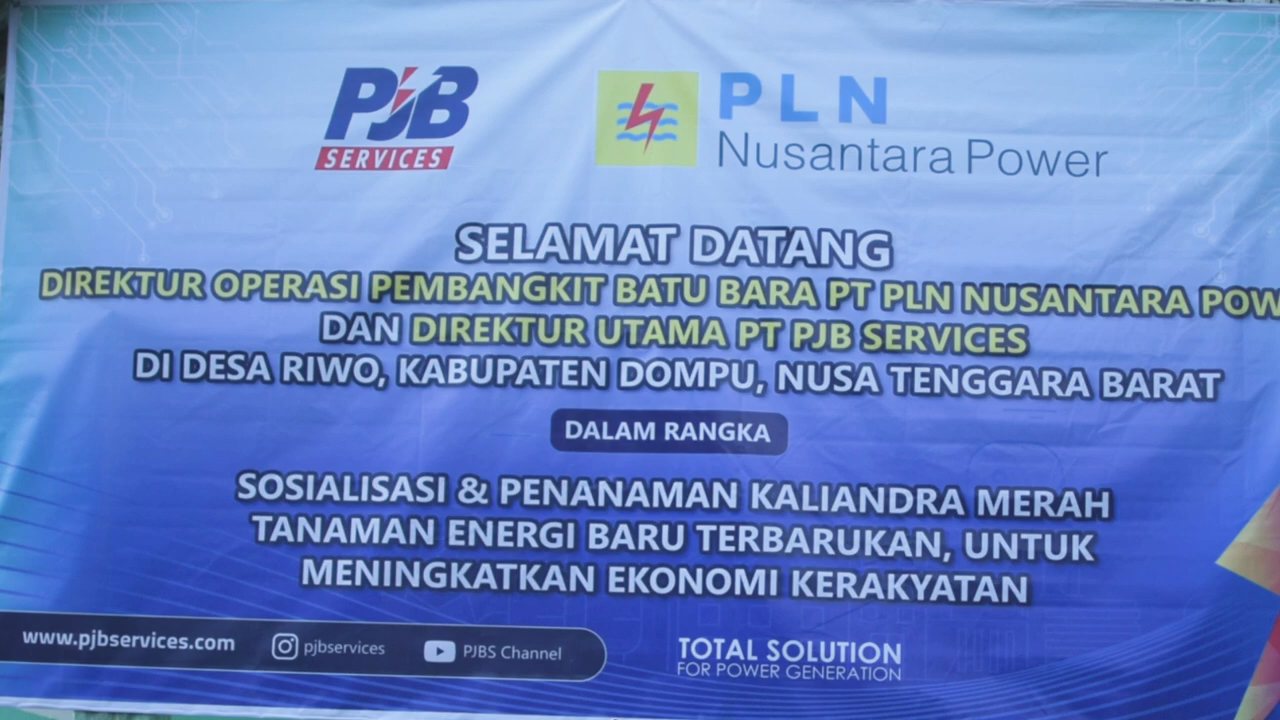 PJB
SERVICES
PLN
Nusantara Power
SELAMAT DATANG
DIREKTUR OPERASI PEMBANGKIT BATU BARA PT PLN NUSANTARA POW
DAN DIREKTUR UTAMA PT PJB SERVICES
DI DESA RIWO, KABUPATEN DOMPU, NUSA TENGGARA BARAT
DALAM RANGKA
SOSIALISASI & PENANAMAN KALIANDRA MERAH
TANAMAN ENERGI BARU TERBARUKAN, UNTUK
MENINGKATKAN EKONOMI KERAKYATAN
www.pjbservices.com pjbservices PJBS Channel
TOTAL SOLUTION
FOR POWER GENERATION